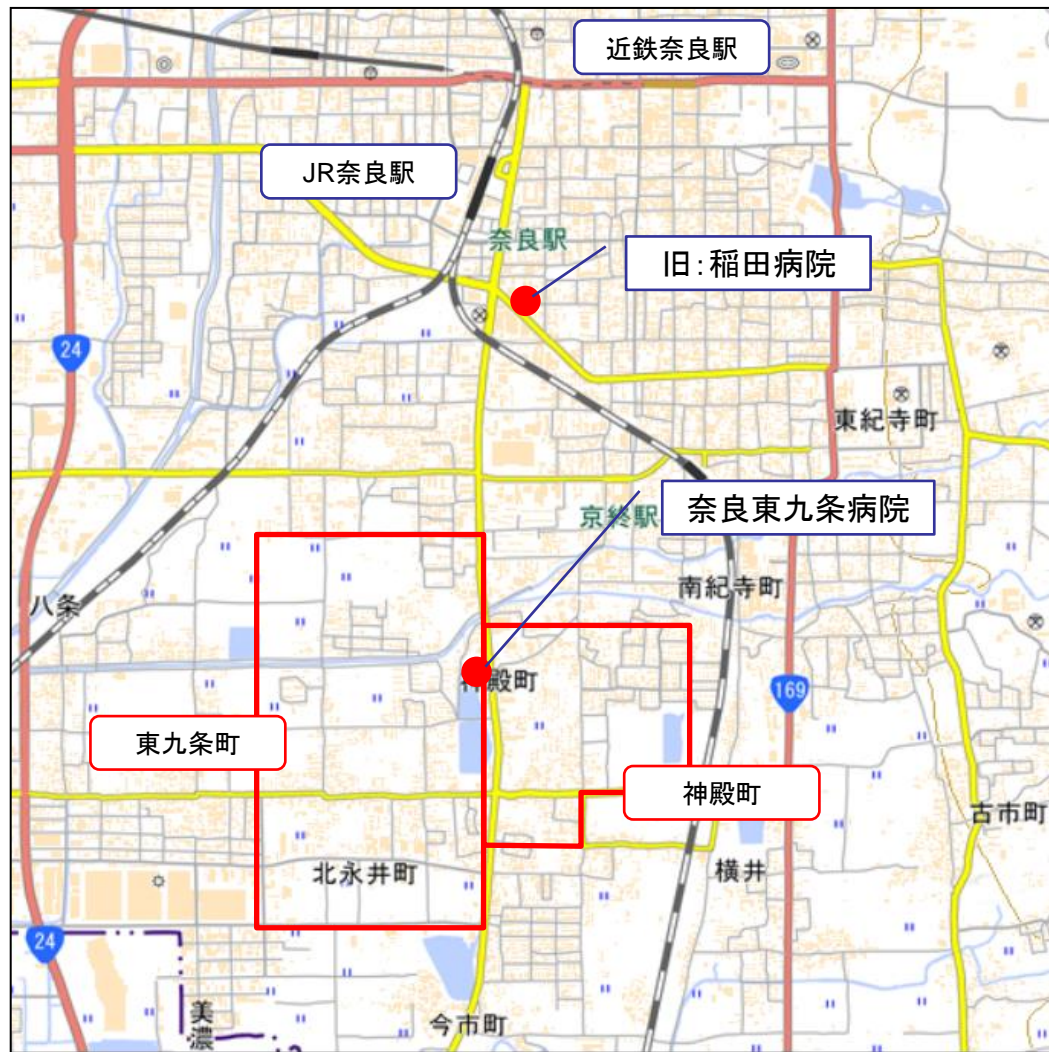 近鉄奈良駅
JR奈良駅
奈良駅
旧:稲田病院
24
東紀寺町
奈良東九条病院
京終駅
南紀寺町
八条
神殿町
169
東九条町
神殿町
古市町
横井
北永井町
24
美濃
今市町